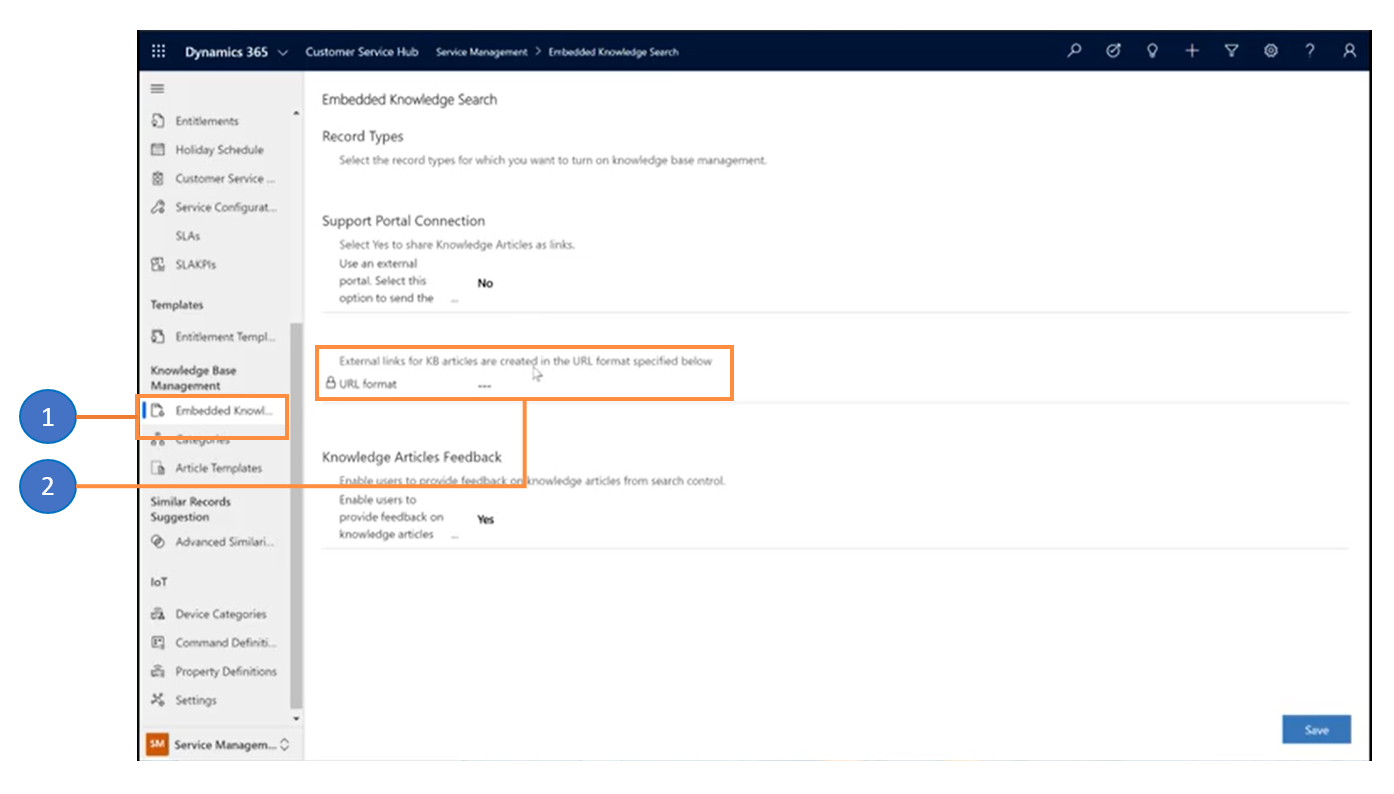 Dynamics 365 Customer Service Hub Service Management > Embedded Knowledge Search ?
Entitlements
Holiday Schedule
Customer Service ...
Service Configurat...
SLAs
SLAKPIs
Templates
Entitlement Templ...
Knowledge Base
Management
1
Embedded Knowl...
Categories
2
Article Templates
Similar Records
Suggestion
Advanced Similari...
IoT
Device Categories
Command Definiti...
Property Definitions
Settings
SM Service Managem...
Embedded Knowledge Search
Record Types
Select the record types for which you want to turn on knowledge base management.
Support Portal Connection
Select Yes to share Knowledge Articles as links.
Use an external
portal. Select this
option to send the ...
No
External links for KB articles are created in the URL format specified below
URL format ---
Knowledge Articles Feedback
Enable users to provide feedback on knowledge articles from search control.
Enable users to
provide feedback on
knowledge articles ...
Yes
Save